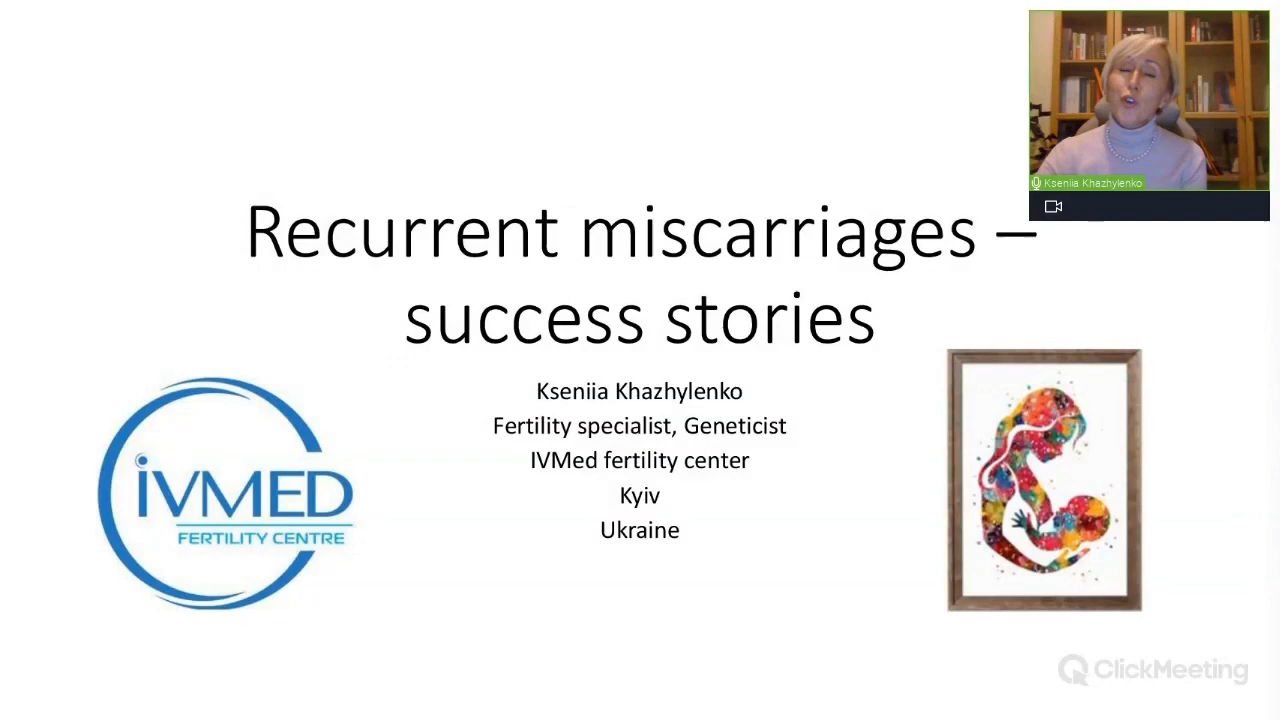 Kseniia Khazhylenko
Recurrent miscarriages –
success stories
Kseniia Khazhylenko
Fertility specialist, Geneticist
IVMed fertility center
Kyiv
Ukraine
iVMED
FERTILITY CENTRE
ClickMeeting